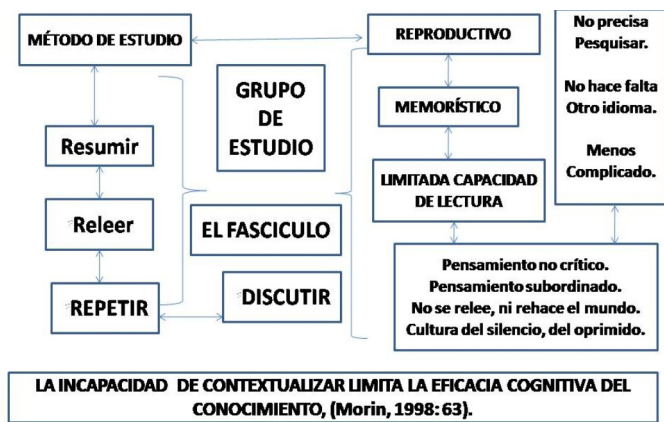 MÉTODO DE ESTUDIO
Resumir
Releer
REPETIR
GRUPO
DE
ESTUDIO
EL FASCICULO
DISCUTIR
REPRODUCTIVO
MEMORÍSTICO
LIMITADA CAPACIDAD
DE LECTURA
No precisa
Pesquisar.
No hace falta
Otro idioma.
Menos
Complicado.
Pensamiento no crítico.
Pensamiento subordinado.
No se relee, ni rehace el mundo.
Cultura del silencio, del oprimido.
LA INCAPACIDAD DE CONTEXTUALIZAR LIMITA LA EFICACIA COGNITIVA DEL
CONOCIMIENTO, (Morin, 1998: 63).